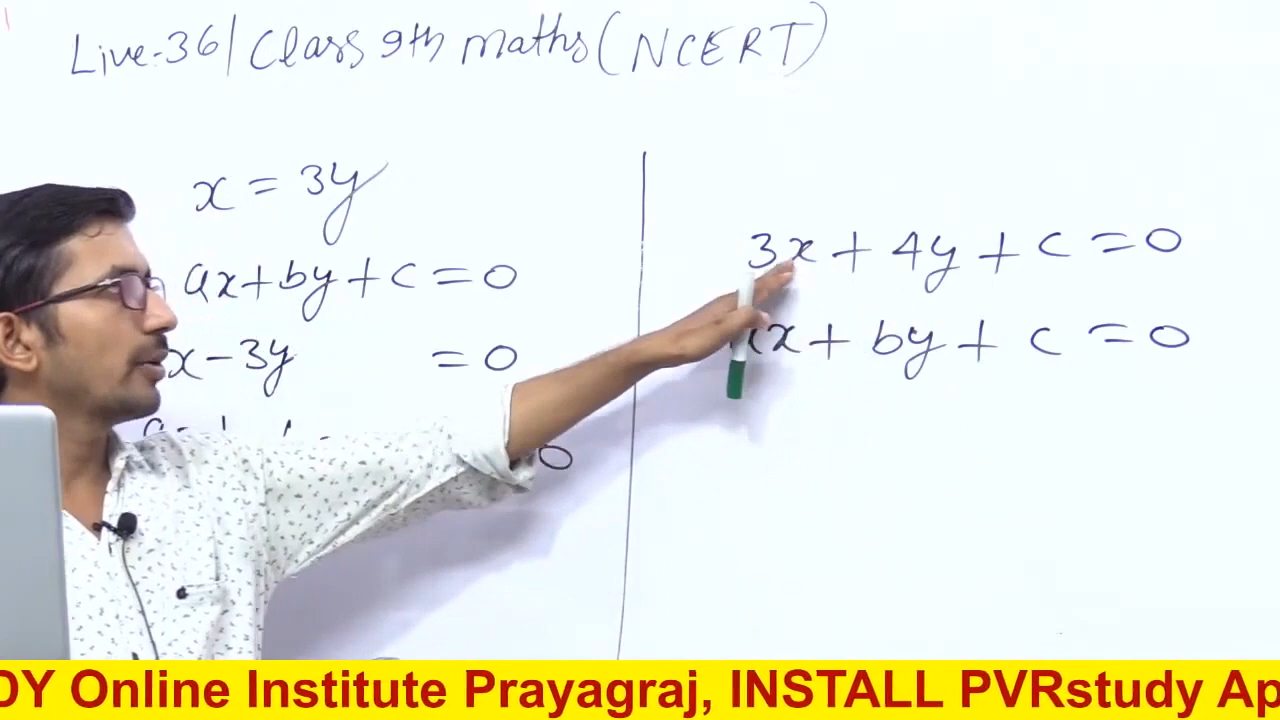 Live-36/Class 9th maths (NCERT)
x = 3y
ax+by+c=0
x-3y = 0
0
3x+4y+c=0
x+by+c=0
DY Online Institute Prayagraj, INSTALL PVRstudy Ap